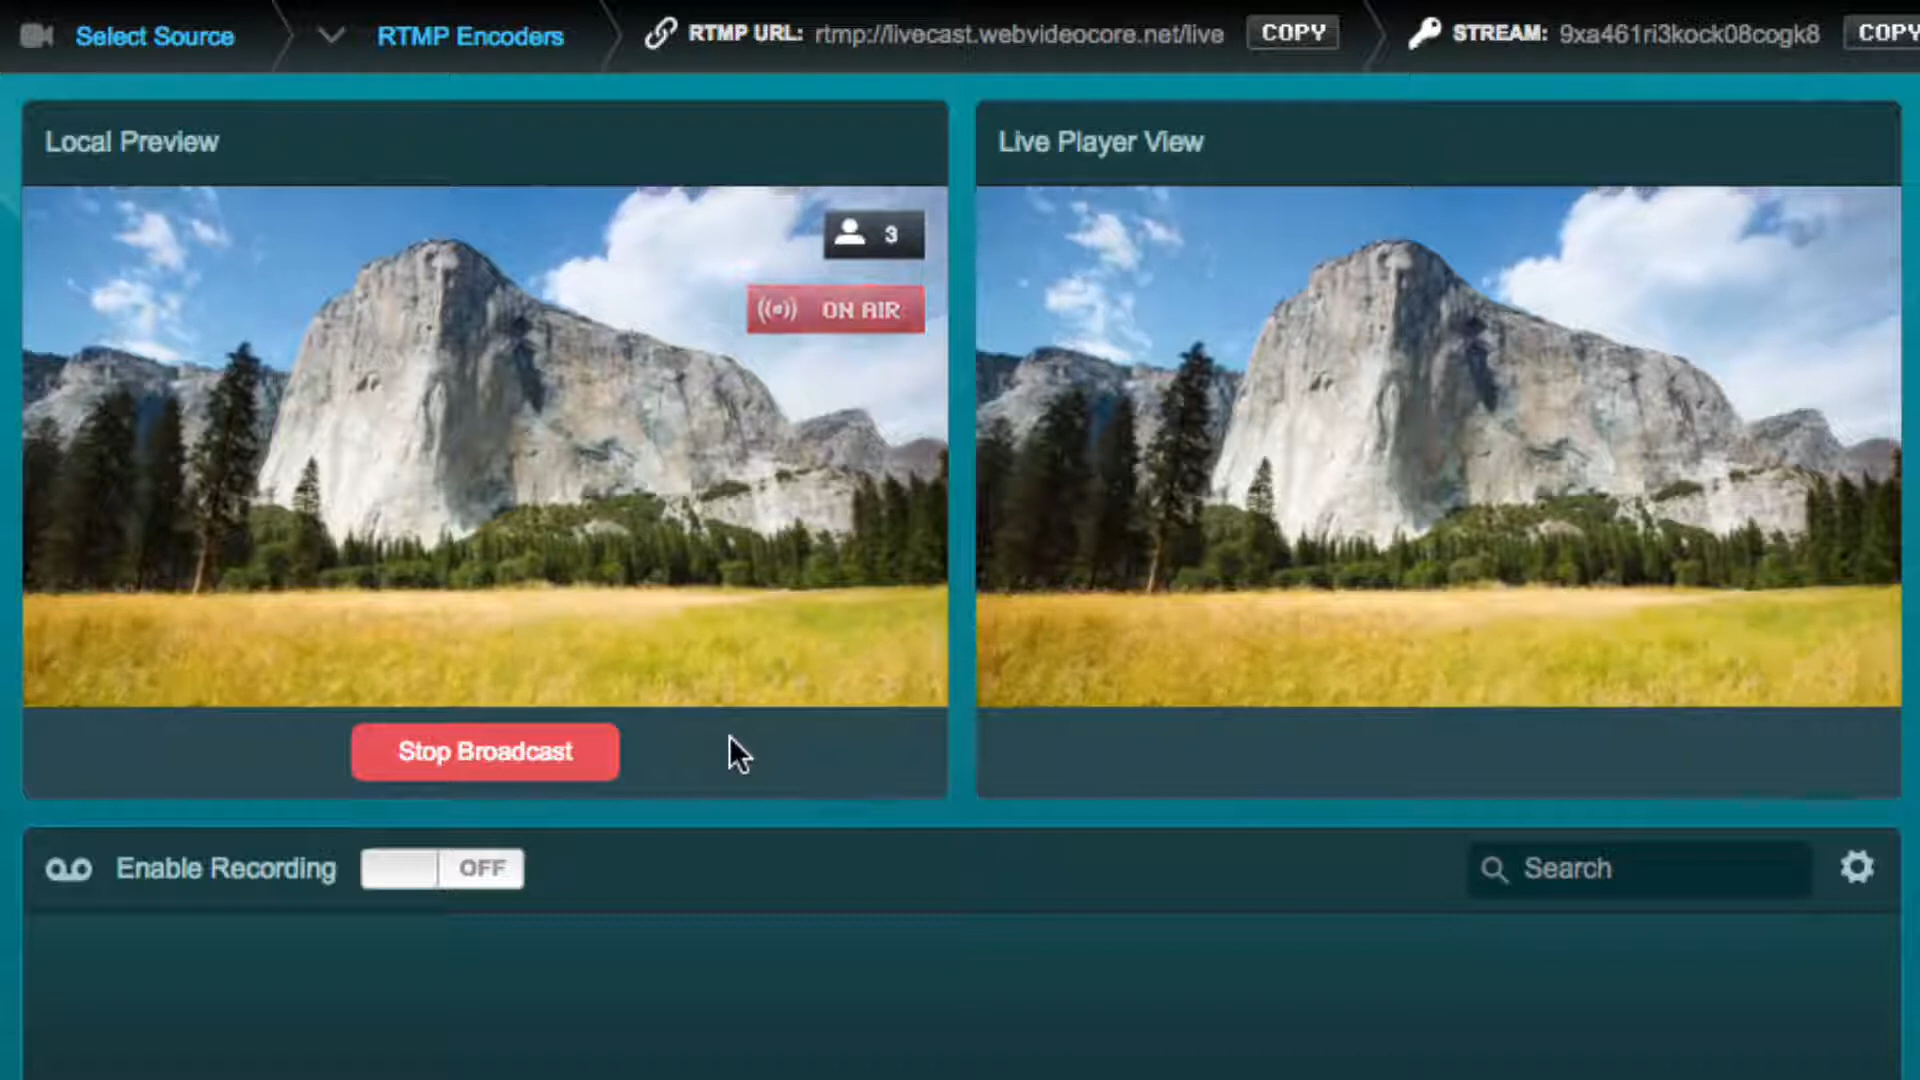 Select Source
RTMP Encoders
RTMP URL: rtmp://livecast.webvideocore.net/live
COPY
STREAM: 9xa461ri3kock08cogk8
COPY
Local Preview
Live Player View
3
ON AIR
Stop Broadcast
Enable Recording
OFF
Search